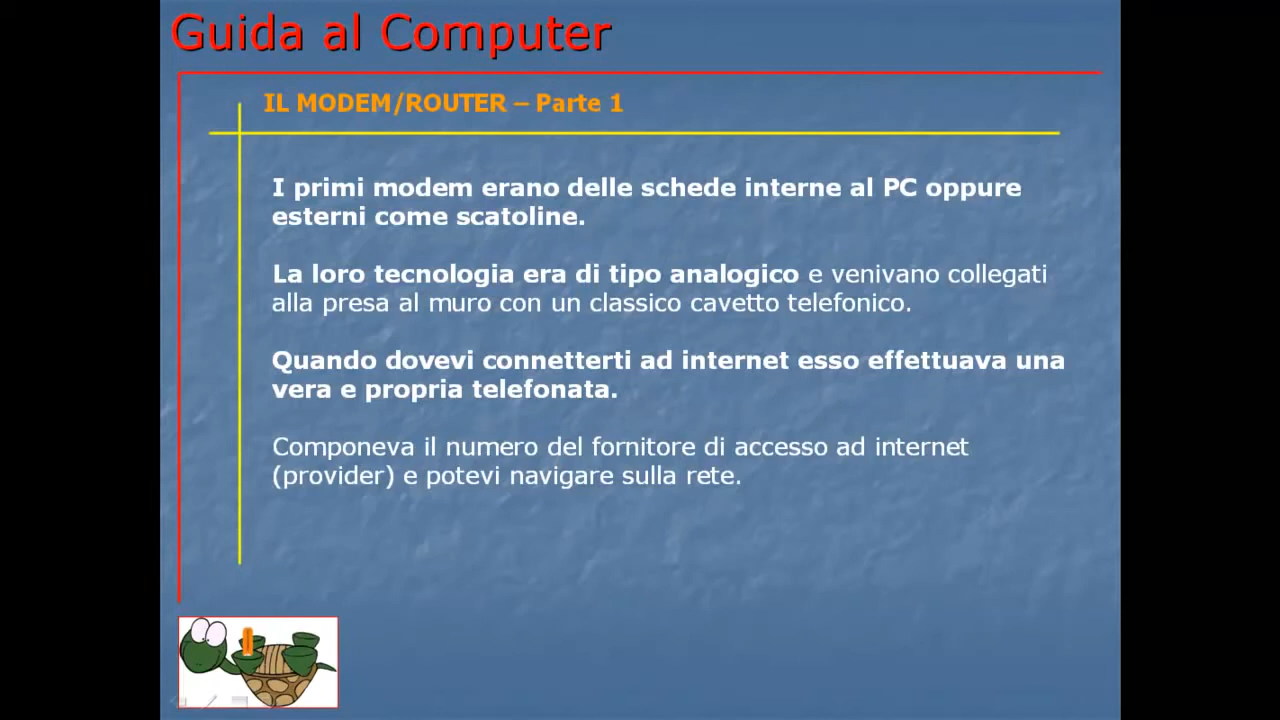 Guida al Computer
IL MODEM/ROUTER – Parte 1
I primi modem erano delle schede interne al PC oppure
esterni come scatoline.
La loro tecnologia era di tipo analogico e venivano collegati
alla presa al muro con un classico cavetto telefonico.
Quando dovevi connetterti ad internet esso effettuava una
vera e propria telefonata.
Componeva il numero del fornitore di accesso ad internet
(provider) e potevi navigare sulla rete.